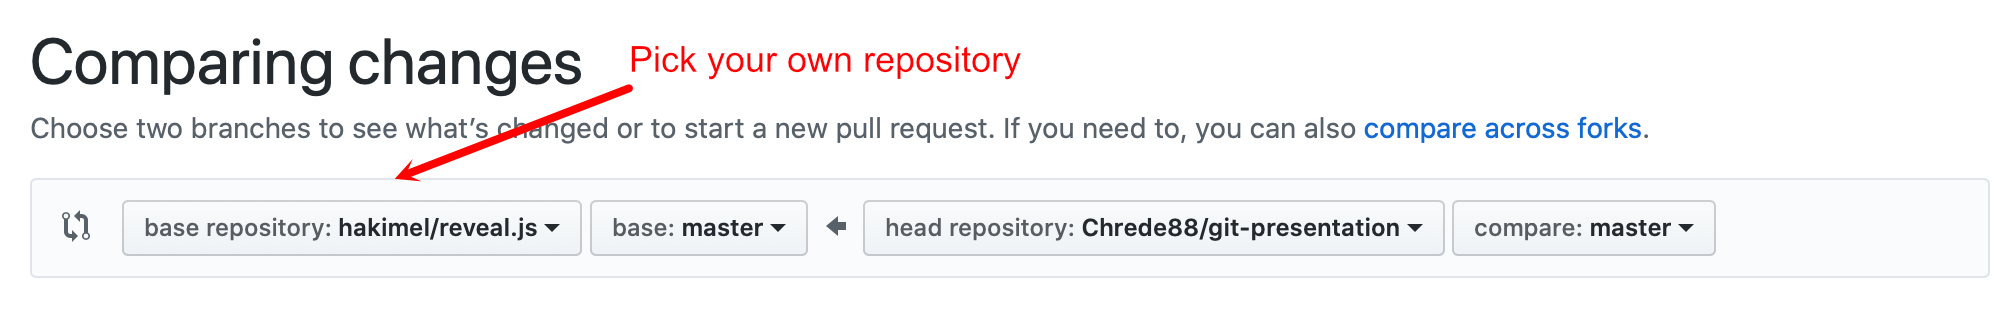 Comparing changes
Pick your own repository
Choose two branches to see what's changed or to start a new pull request. If you need to, you can also compare across forks.
base repository: hakimel/reveal.js base: master head repository: Chrede88/git-presentation compare: master